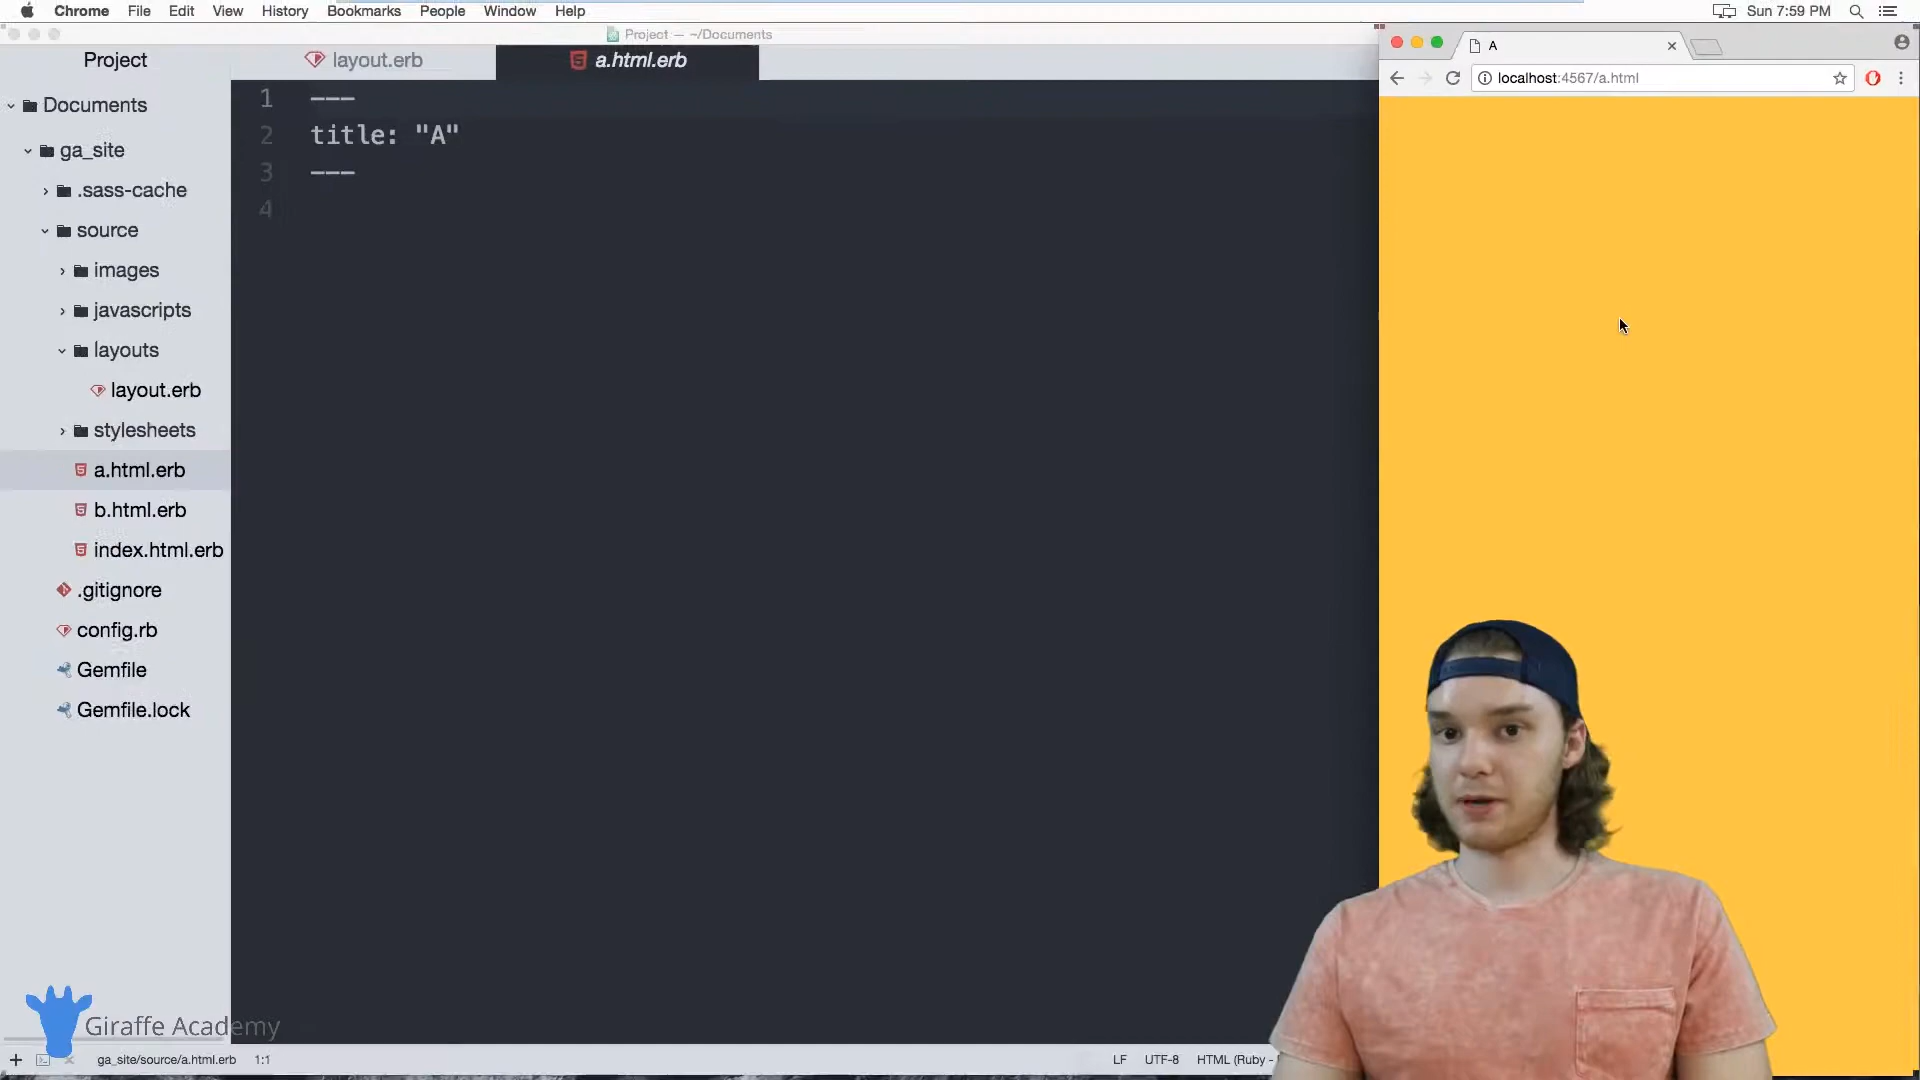 Chrome File Edit View History Bookmarks People Window Help
Sun 7:59 PM
Project — ~/Documents
Project
layout.erb
a.html.erb
A
localhost:4567/a.html
Documents
ga_site
.sass-cache
source
images
javascripts
layouts
layout.erb
stylesheets
a.html.erb
b.html.erb
index.html.erb
.gitignore
config.rb
Gemfile
Gemfile.lock
1 ---
2 title: "A"
3 ---
4
Giraffe Academy
ga_site/source/a.html.erb 1:1
LF UTF-8 HTML (Ruby -